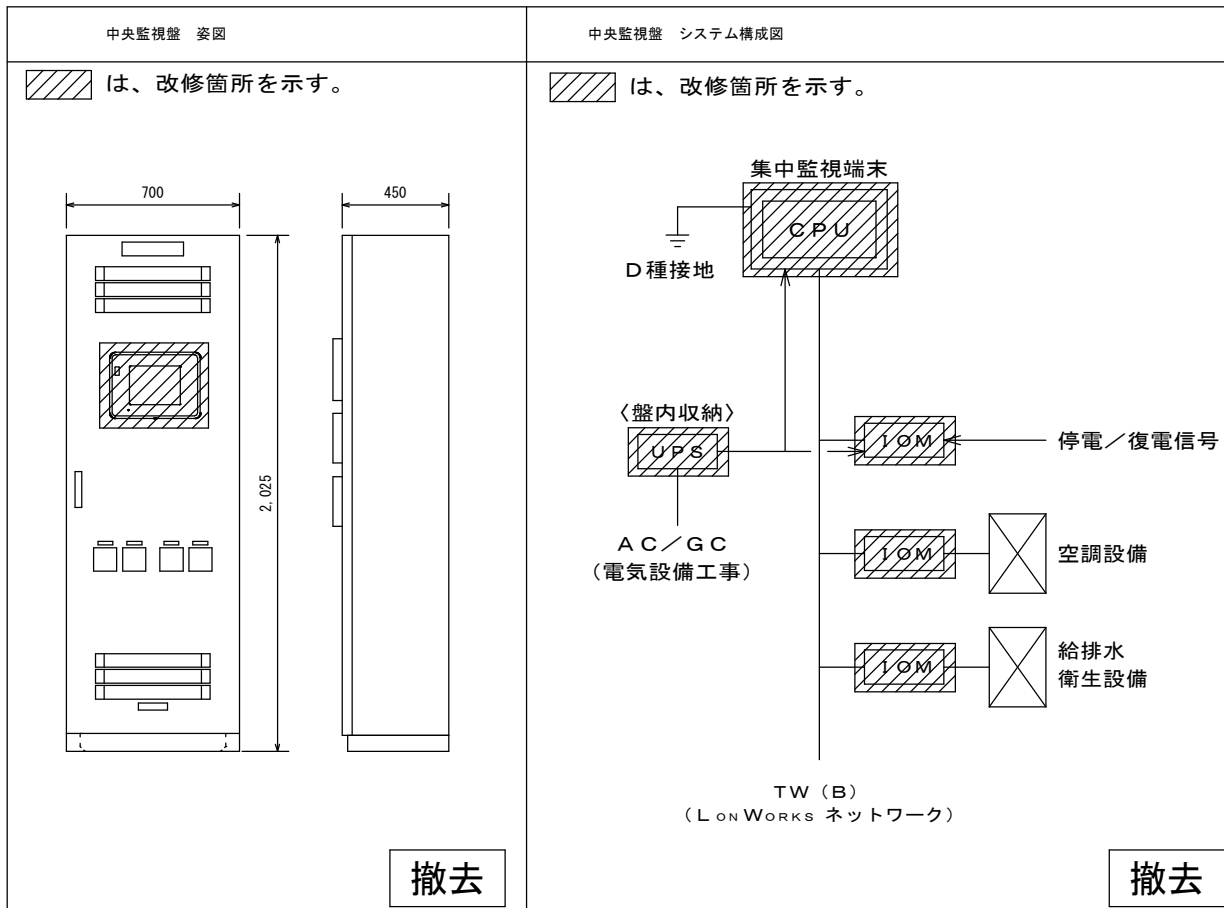 中央監視盤　姿図
は、改修箇所を示す。
700
450
2,025
撤去
中央監視盤　システム構成図
は、改修箇所を示す。
集中監視端末
CPU
D種接地
〈盤内収納〉
UPS
IOM
停電／復電信号
AC／GC
（電気設備工事）
IOM
空調設備
IOM
給排水
衛生設備
TW（B）
（LONWORKS ネットワーク）
撤去